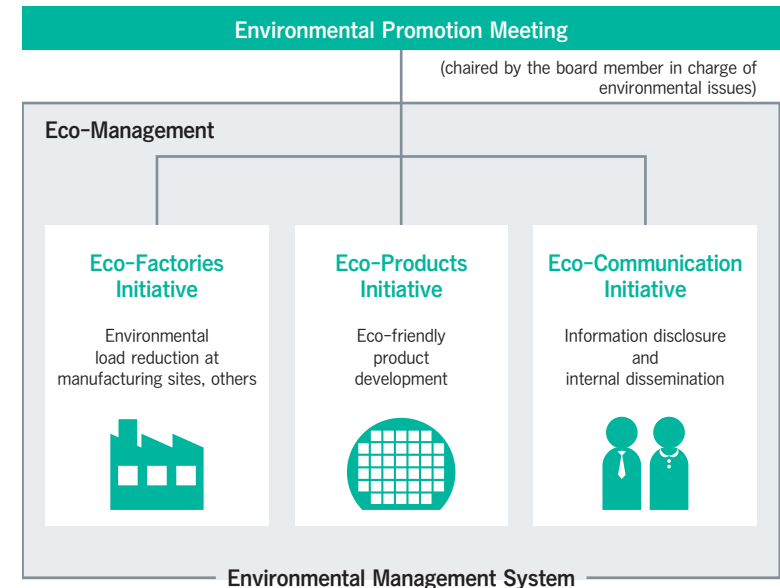 Environmental Promotion Meeting
(chaired by the board member in charge of
environmental issues)
Eco-Management
Eco-Factories
Initiative
Environmental
load reduction at
manufacturing sites, others
Eco-Products
Initiative
Eco-friendly
product
development
Eco-Communication
Initiative
Information disclosure
and
internal dissemination
Environmental Management System